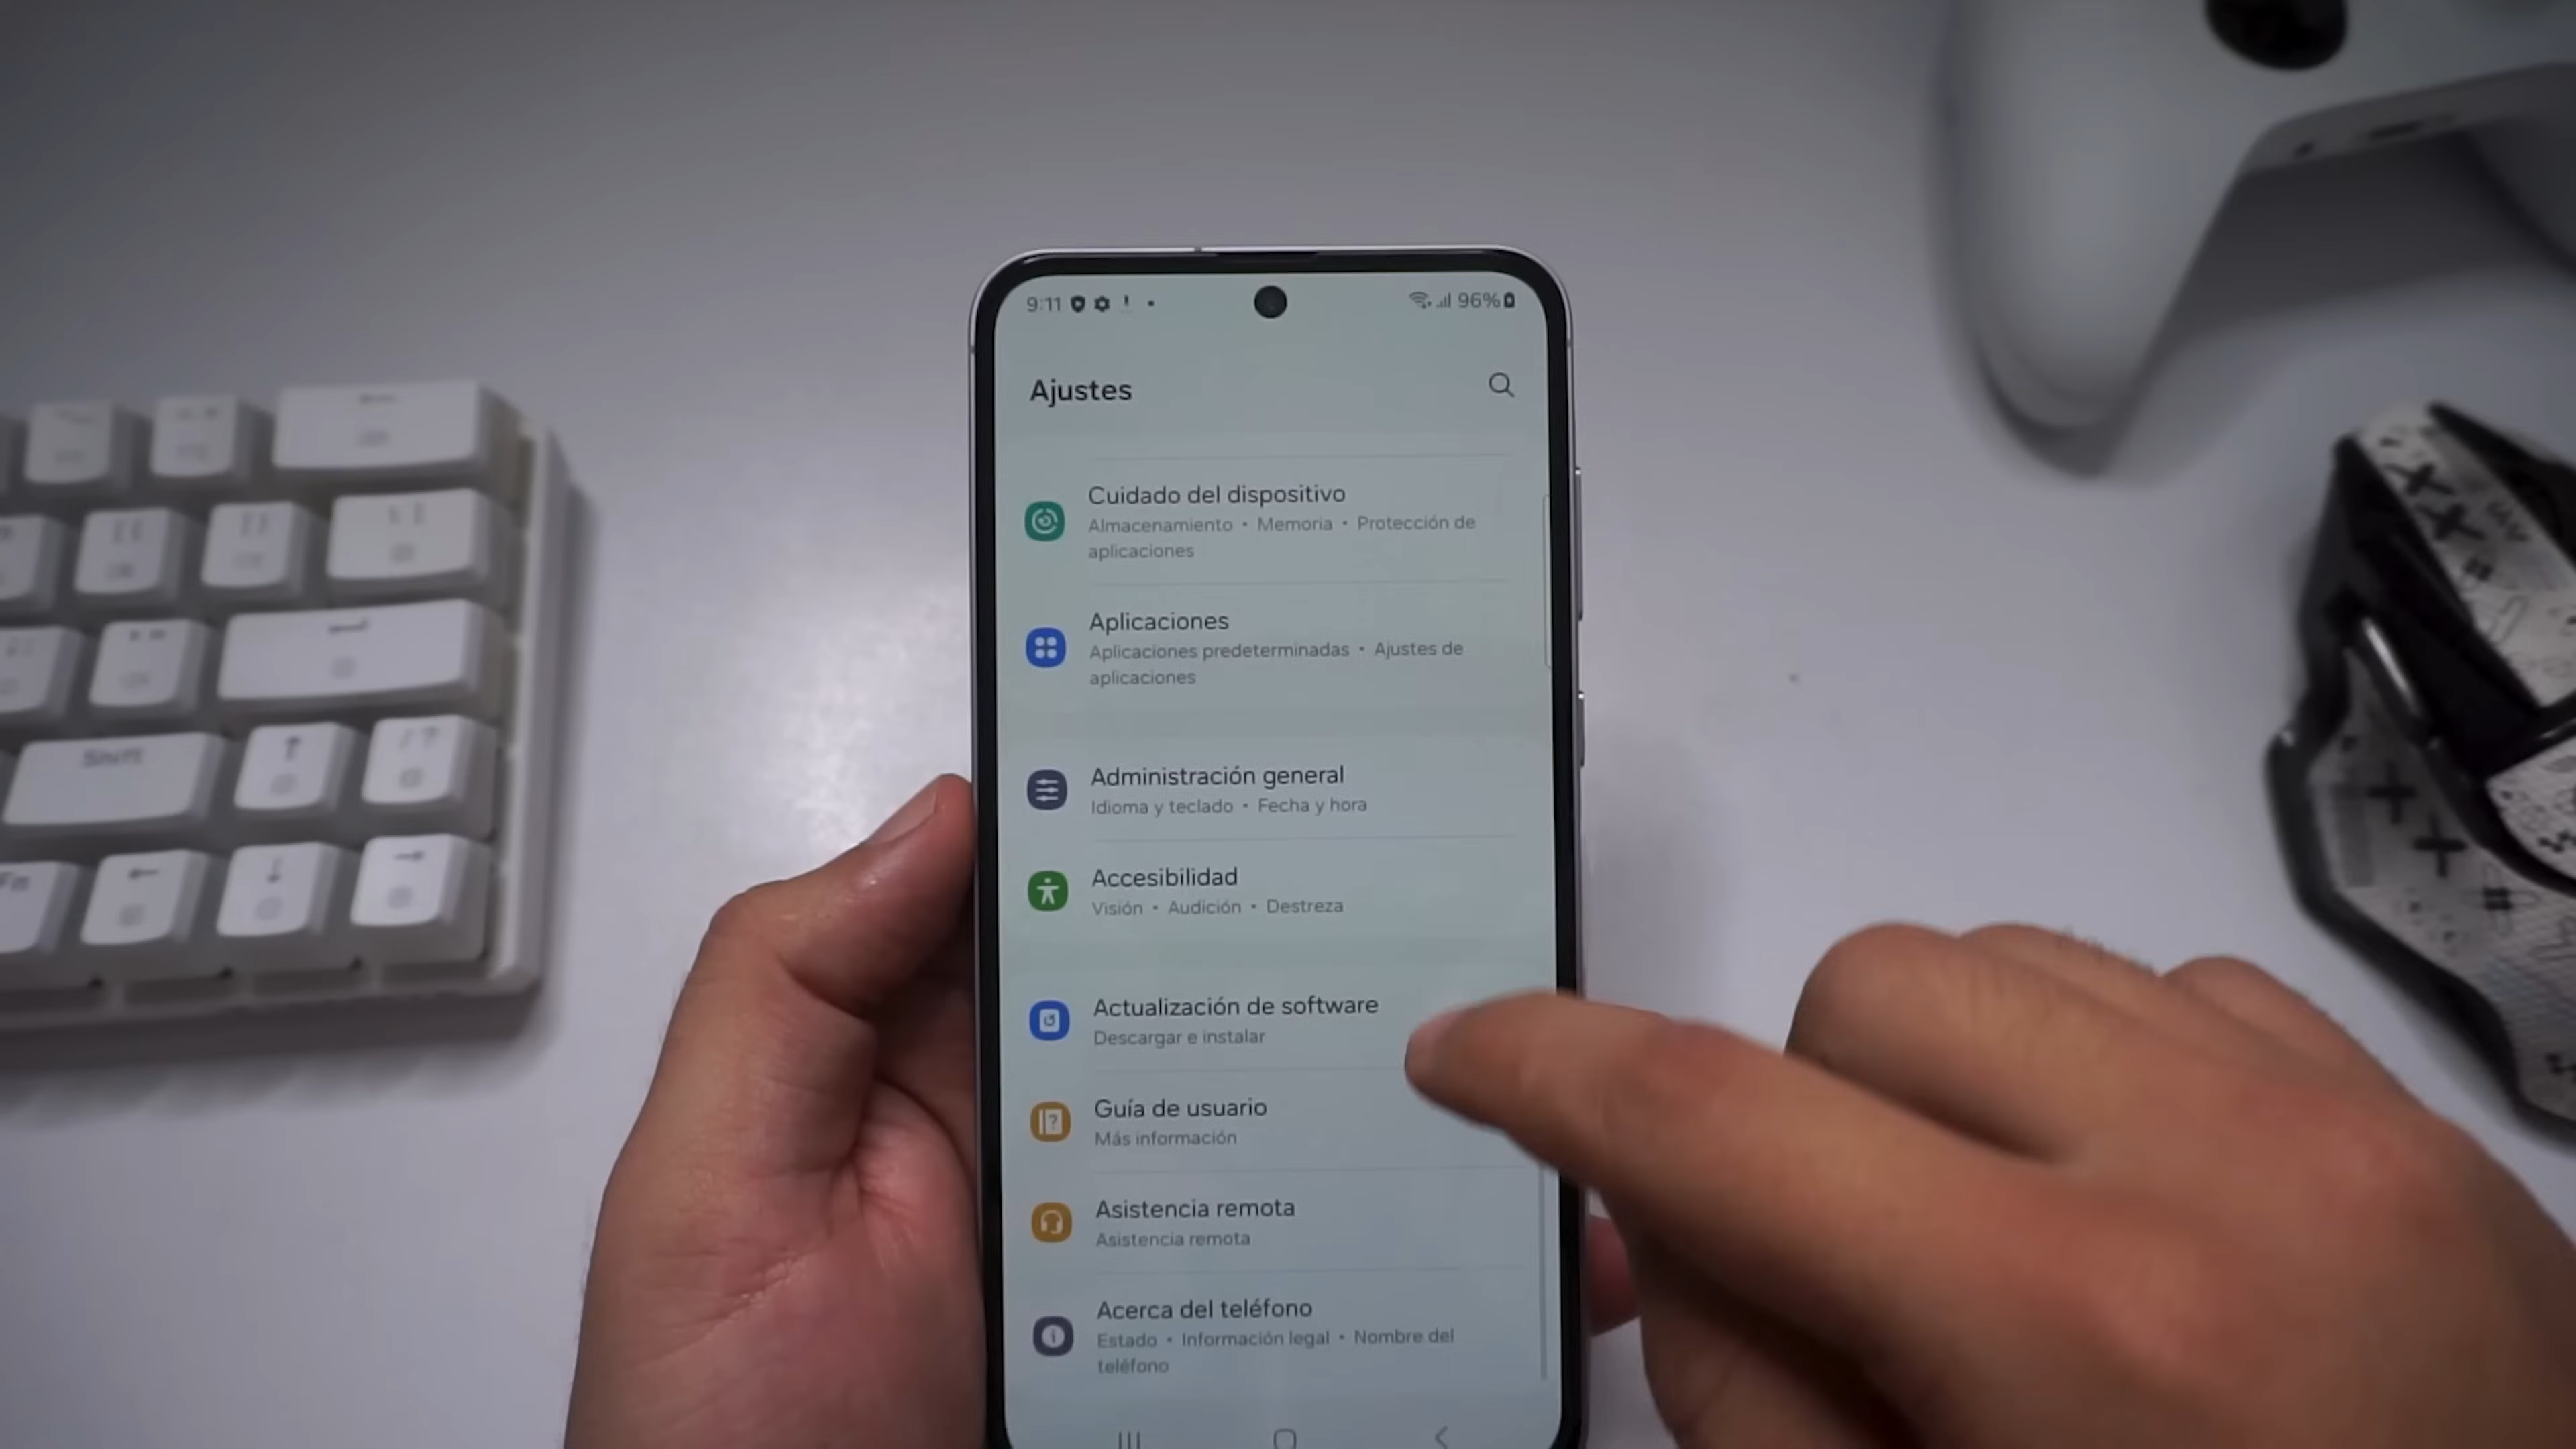 9:11
96%
Ajustes
Cuidado del dispositivo
Almacenamiento • Memoria • Protección de
aplicaciones
Aplicaciones
Aplicaciones predeterminadas • Ajustes de
aplicaciones
Administración general
Idioma y teclado • Fecha y hora
Accesibilidad
Visión • Audición • Destreza
Actualización de software
Descargar e instalar
Guía de usuario
Más información
Asistencia remota
Asistencia remota
Acerca del teléfono
Estado • Información legal • Nombre del
teléfono
Shift
Fn